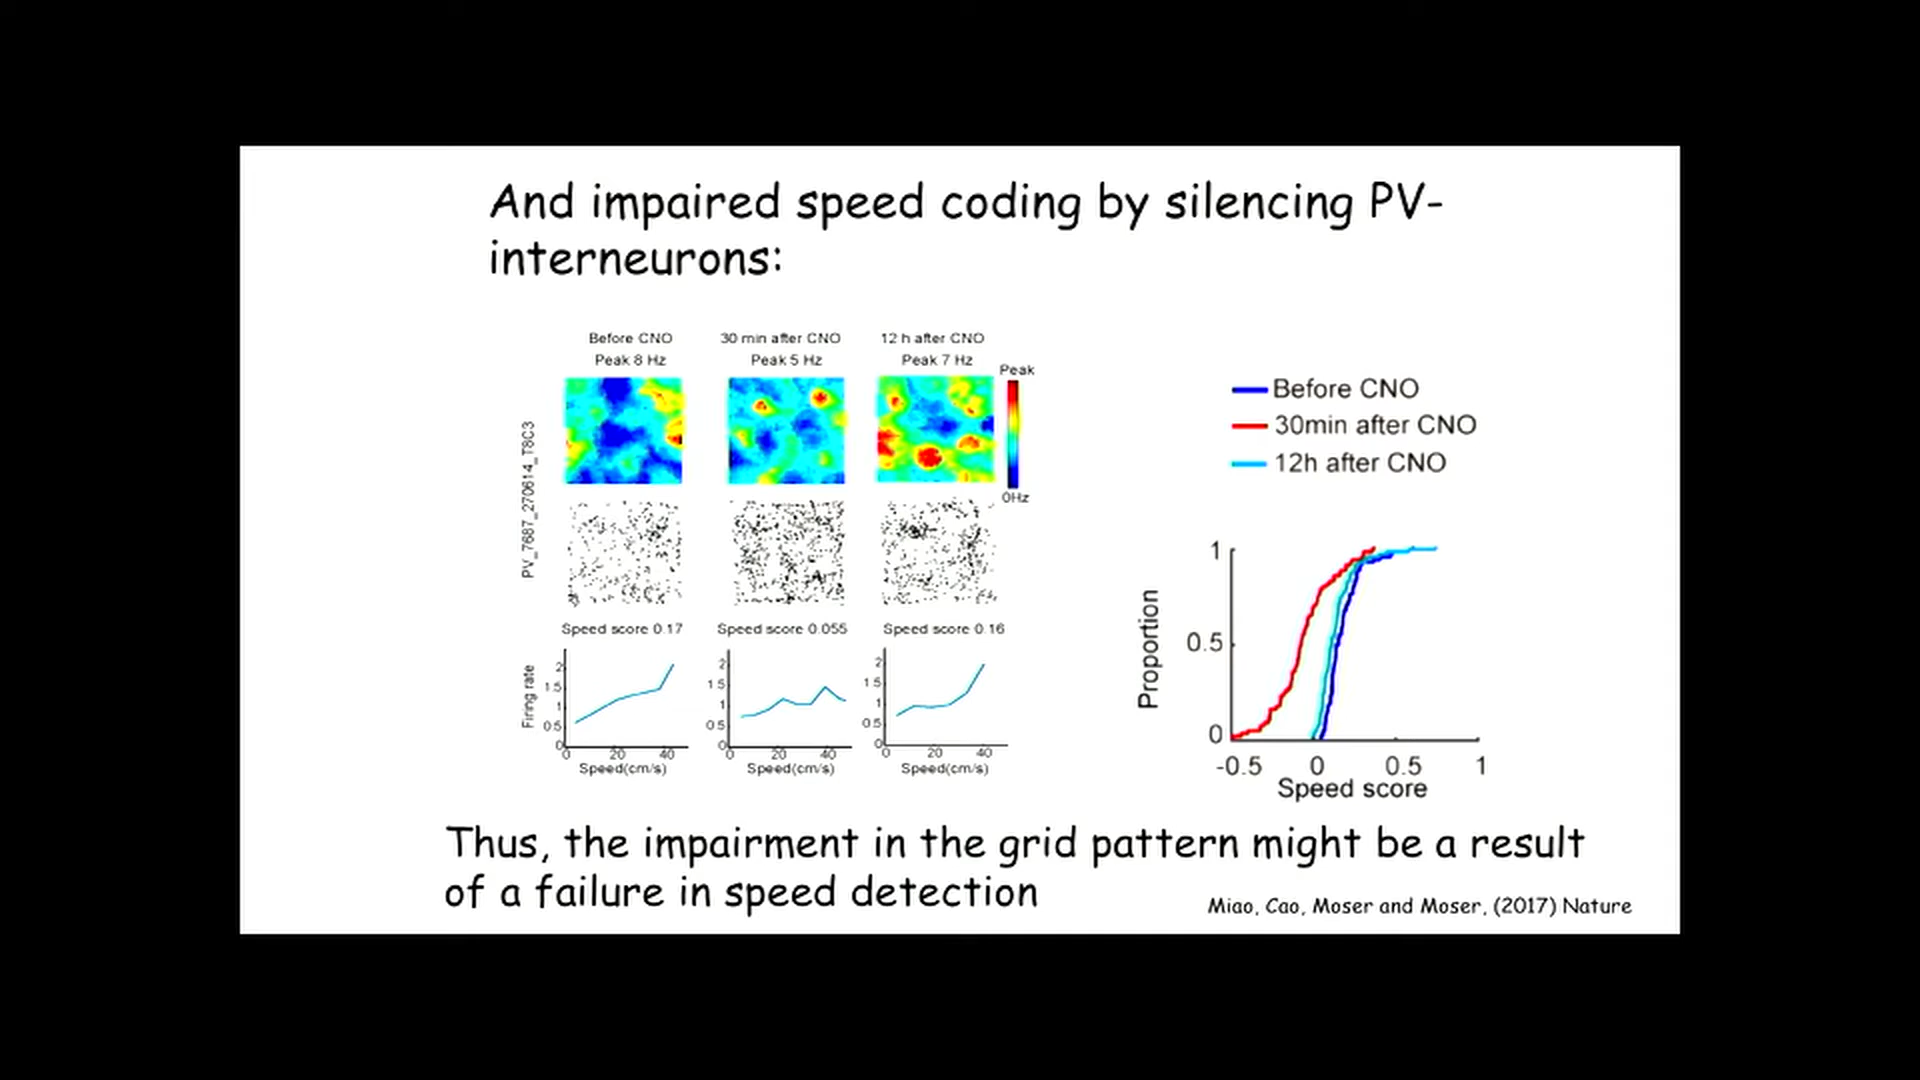 And impaired speed coding by silencing PV-
interneurons:
Before CNO
Peak 8 Hz
30 min after CNO
Peak 5 Hz
12 h after CNO
Peak 7 Hz
Peak
0Hz
PV_7687_270614_T8C3
Speed score 0.17
Speed score 0.055
Speed score 0.16
Firing rate
2
1.5
1
0.5
0
0 20 40
Speed(cm/s)
2
1.5
1
0.5
0
0 20 40
Speed(cm/s)
2
1.5
1
0.5
0
0 20 40
Speed(cm/s)
Before CNO
30min after CNO
12h after CNO
Proportion
1
0.5
0
-0.5 0 0.5 1
Speed score
Thus, the impairment in the grid pattern might be a result
of a failure in speed detection
Miao, Cao, Moser and Moser, (2017) Nature